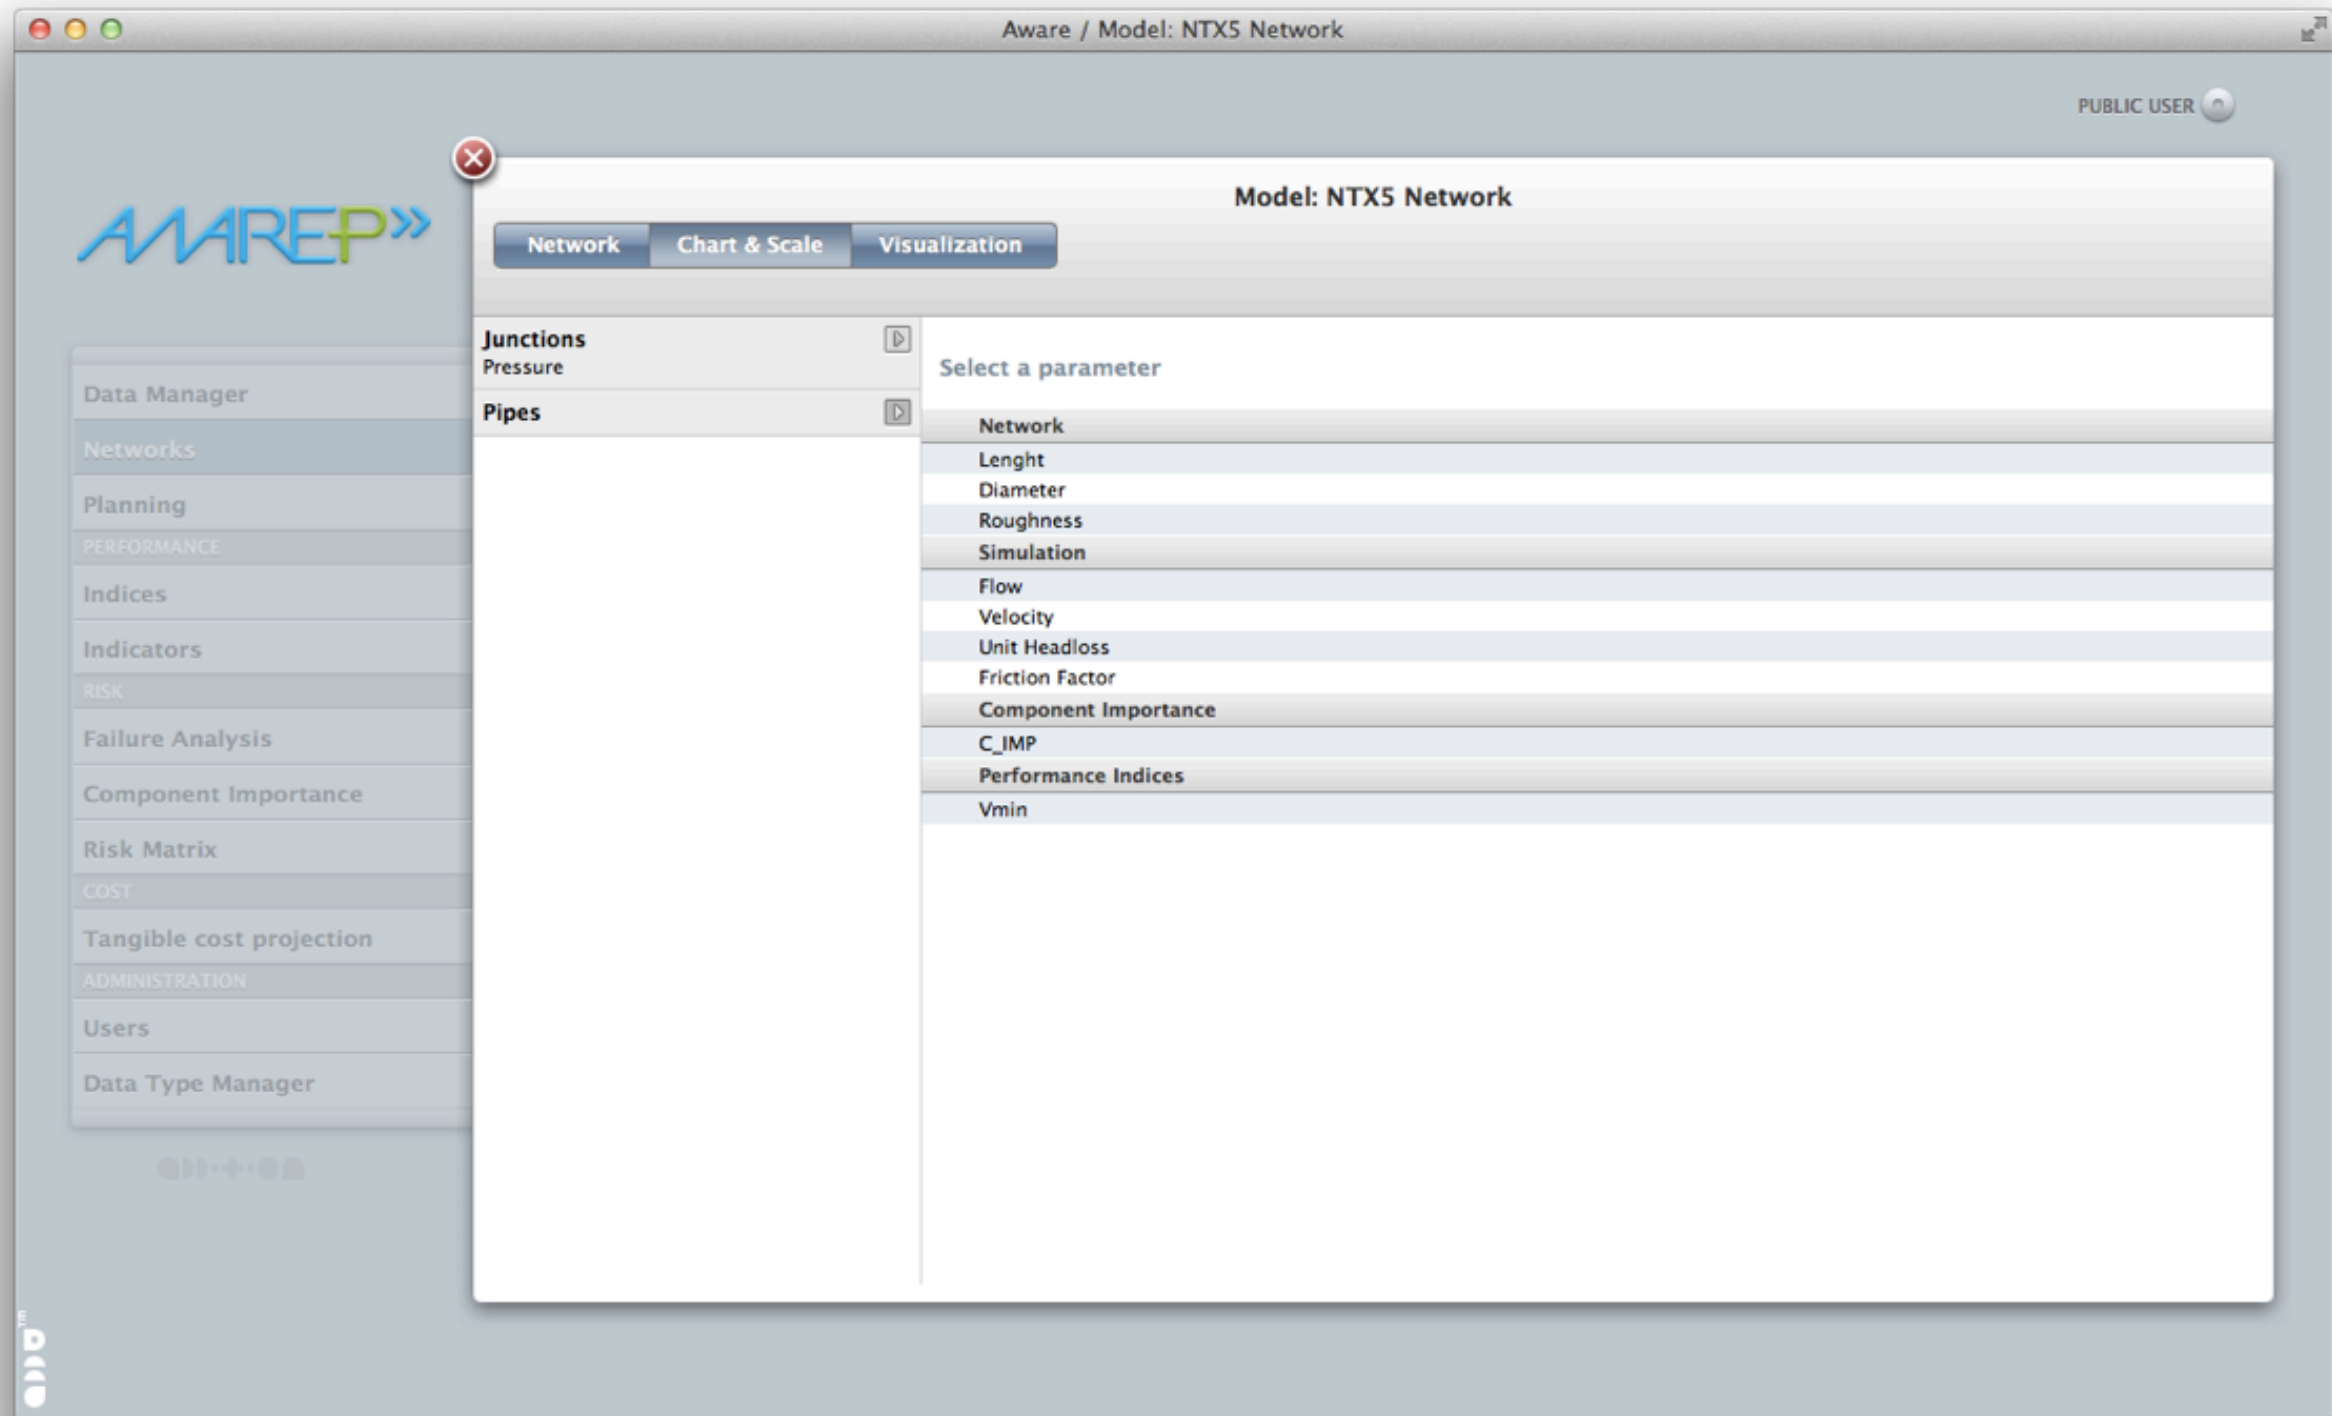 Aware / Model: NTX5 Network
PUBLIC USER
AWAREP»
Model: NTX5 Network
Network
Chart & Scale
Visualization
Data Manager
Networks
Planning
PERFORMANCE
Indices
Indicators
RISK
Failure Analysis
Component Importance
Risk Matrix
COST
Tangible cost projection
ADMINISTRATION
Users
Data Type Manager
Junctions
Pressure
Pipes
Select a parameter
Network
Lenght
Diameter
Roughness
Simulation
Flow
Velocity
Unit Headloss
Friction Factor
Component Importance
C_IMP
Performance Indices
Vmin